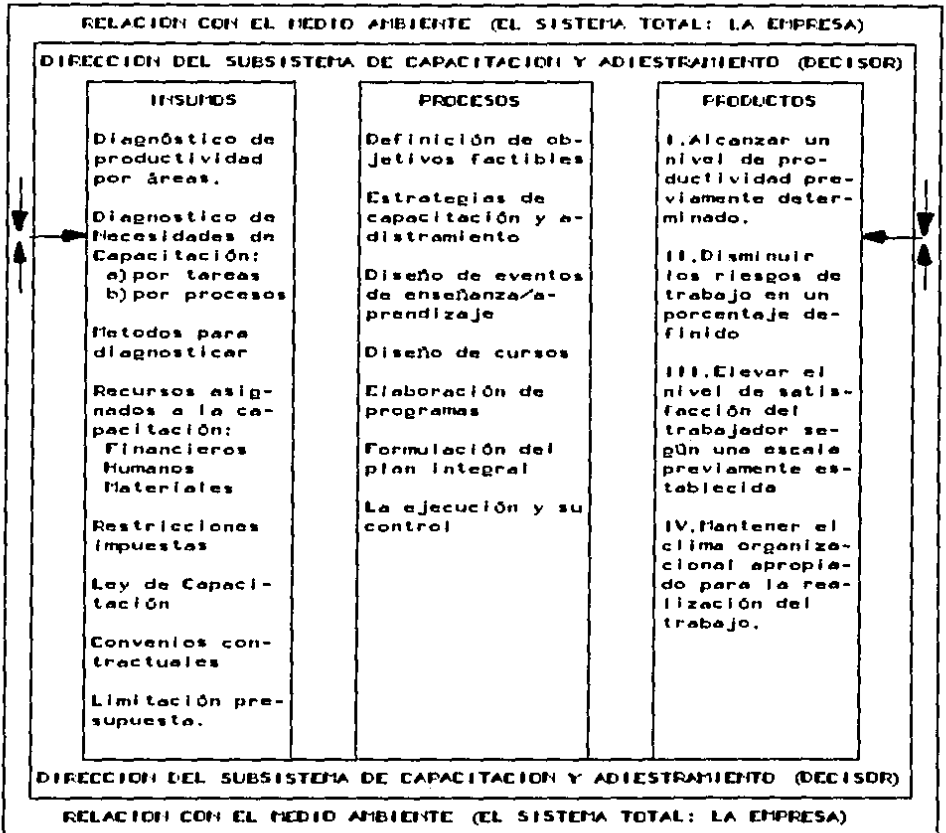 RELACION CON EL MEDIO AMBIENTE (EL SISTEMA TOTAL: LA EMPRESA)
DIRECCION DEL SUBSISTEMA DE CAPACITACION Y ADIESTRAMIENTO (DECISOR)
INSUMOS
Diagnóstico de
productividad
por áreas.
Diagnostico de
Necesidades de
Capacitación:
a) por tareas
b) por procesos
Metodos para
diagnosticar
Recursos asig-
nados a la ca-
pacitación:
Financieros
Humanos
Materiales
Restricciones
impuestas
Ley de Capaci-
tación
Convenios con-
tractuales
Limitación pre-
supuesta.
PROCESOS
Definición de ob-
jetivos factibles
Estrategias de
capacitación y a-
distramiento
Diseño de eventos
de enseñanza/a-
prendizaje
Diseño de cursos
Elaboración de
programas
Formulación del
plan integral
La ejecución y su
control
PRODUCTOS
I.Alcanzar un
nivel de pro-
ductividad pre-
viamente deter-
minado.
II.Disminuir
los riesgos de
trabajo en un
porcentaje de-
finido
III.Elevar el
nivel de satis-
facción del
trabajador se-
gún una escala
previamente es-
tablecida
IV.Mantener el
clima organiza-
cional apropia-
do para la rea-
lización del
trabajo.
DIRECCION DEL SUBSISTEMA DE CAPACITACION Y ADIESTRAMIENTO (DECISOR)
RELACION CON EL MEDIO AMBIENTE (EL SISTEMA TOTAL: LA EMPRESA)